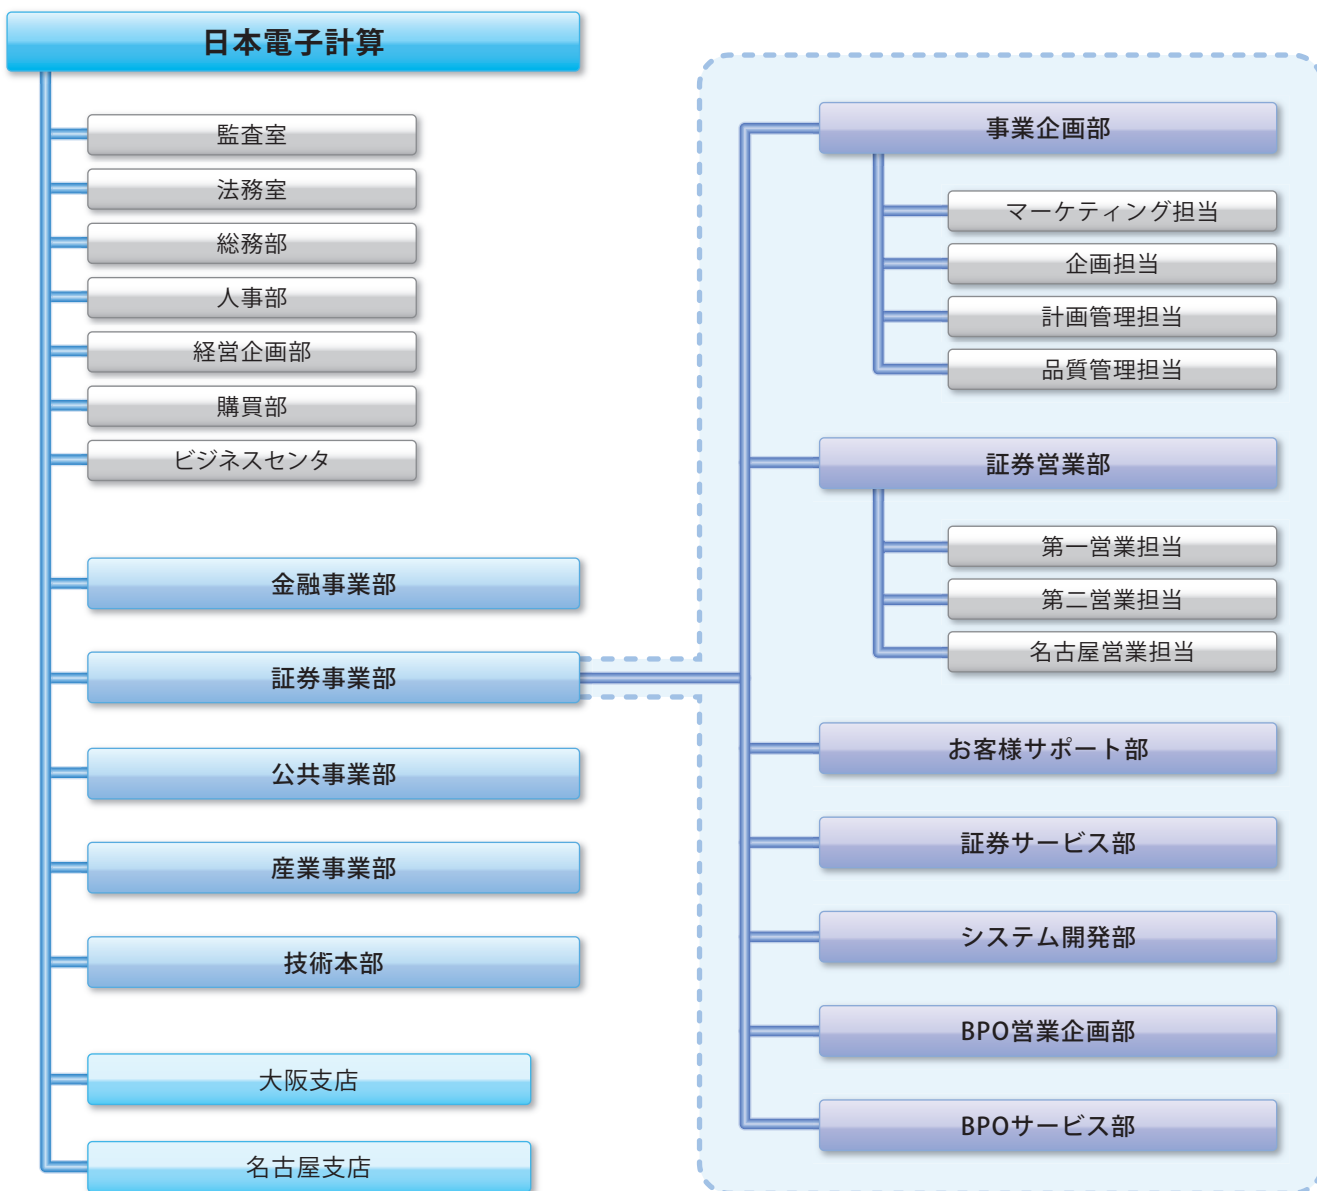 日本電子計算
監査室
法務室
総務部
人事部
経営企画部
購買部
ビジネスセンタ
金融事業部
証券事業部
公共事業部
産業事業部
技術本部
大阪支店
名古屋支店
事業企画部
マーケティング担当
企画担当
計画管理担当
品質管理担当
証券営業部
第一営業担当
第二営業担当
名古屋営業担当
お客様サポート部
証券サービス部
システム開発部
BPO営業企画部
BPOサービス部